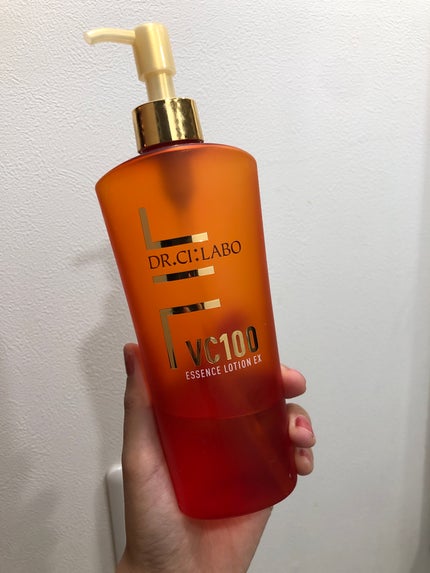 DR.CI:LABO
VC100
ESSENCE LOTION EX